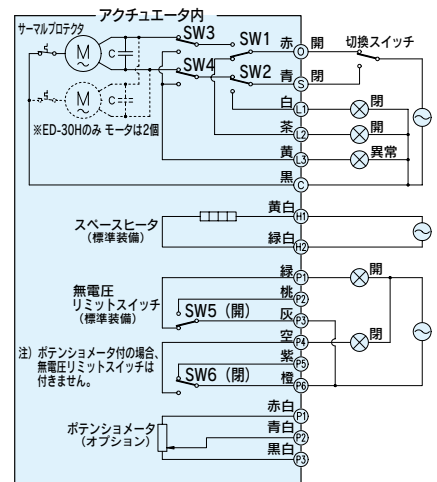 アクチュエータ内
サーマルプロテクタ
SW3
SW1
赤
O
開
切換スイッチ
M
C
SW4
SW2
青
S
閉
M
C
白
L1
閉
※ED-30Hのみ モータは2個
茶
L2
開
黄
L3
異常
黒
C
黄白
H1
スペースヒータ
(標準装備)
緑白
H2
緑
P1
開
無電圧
リミットスイッチ
(標準装備)
桃
P2
SW5（開）
灰
P3
空
P4
閉
注）ポテンショメータ付の場合、
無電圧リミットスイッチは
付きません。
紫
P5
SW6（閉）
橙
P6
赤白
P1
ポテンショメータ
(オプション)
青白
P2
黒白
P3